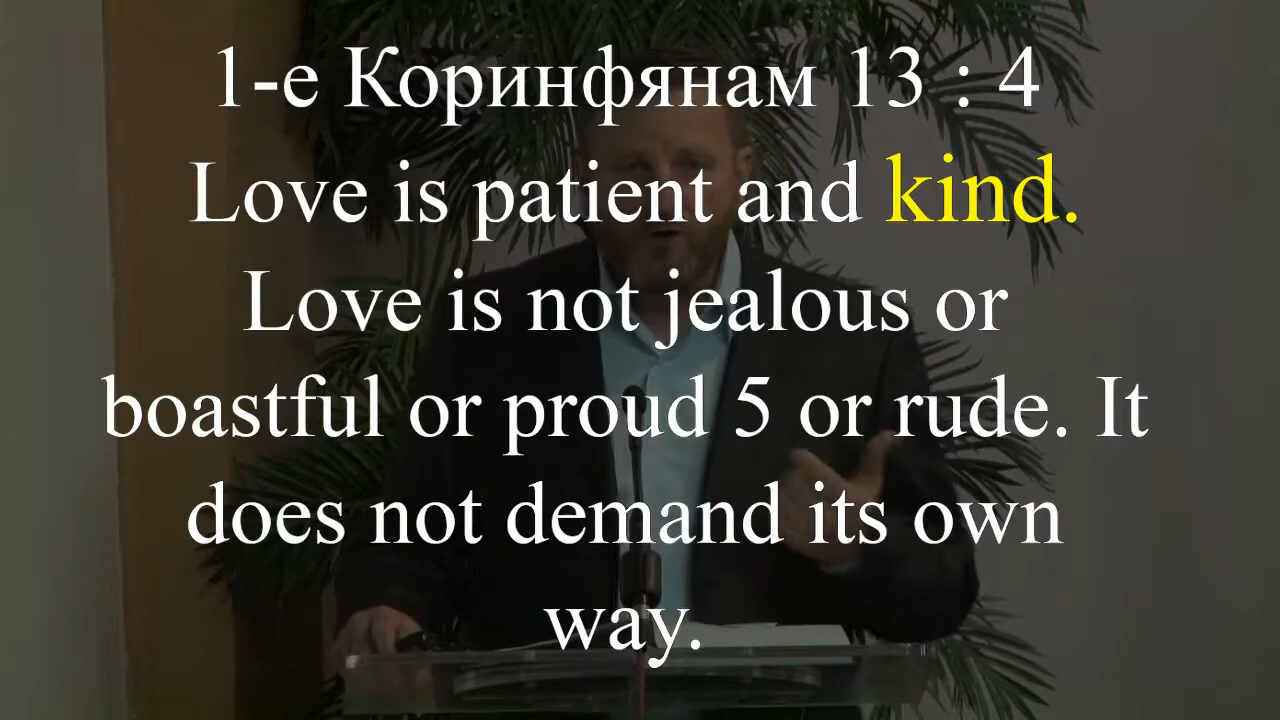 1-е Коринфянам 13 : 4
Love is patient and kind.
Love is not jealous or
boastful or proud 5 or rude. It
does not demand its own
way.